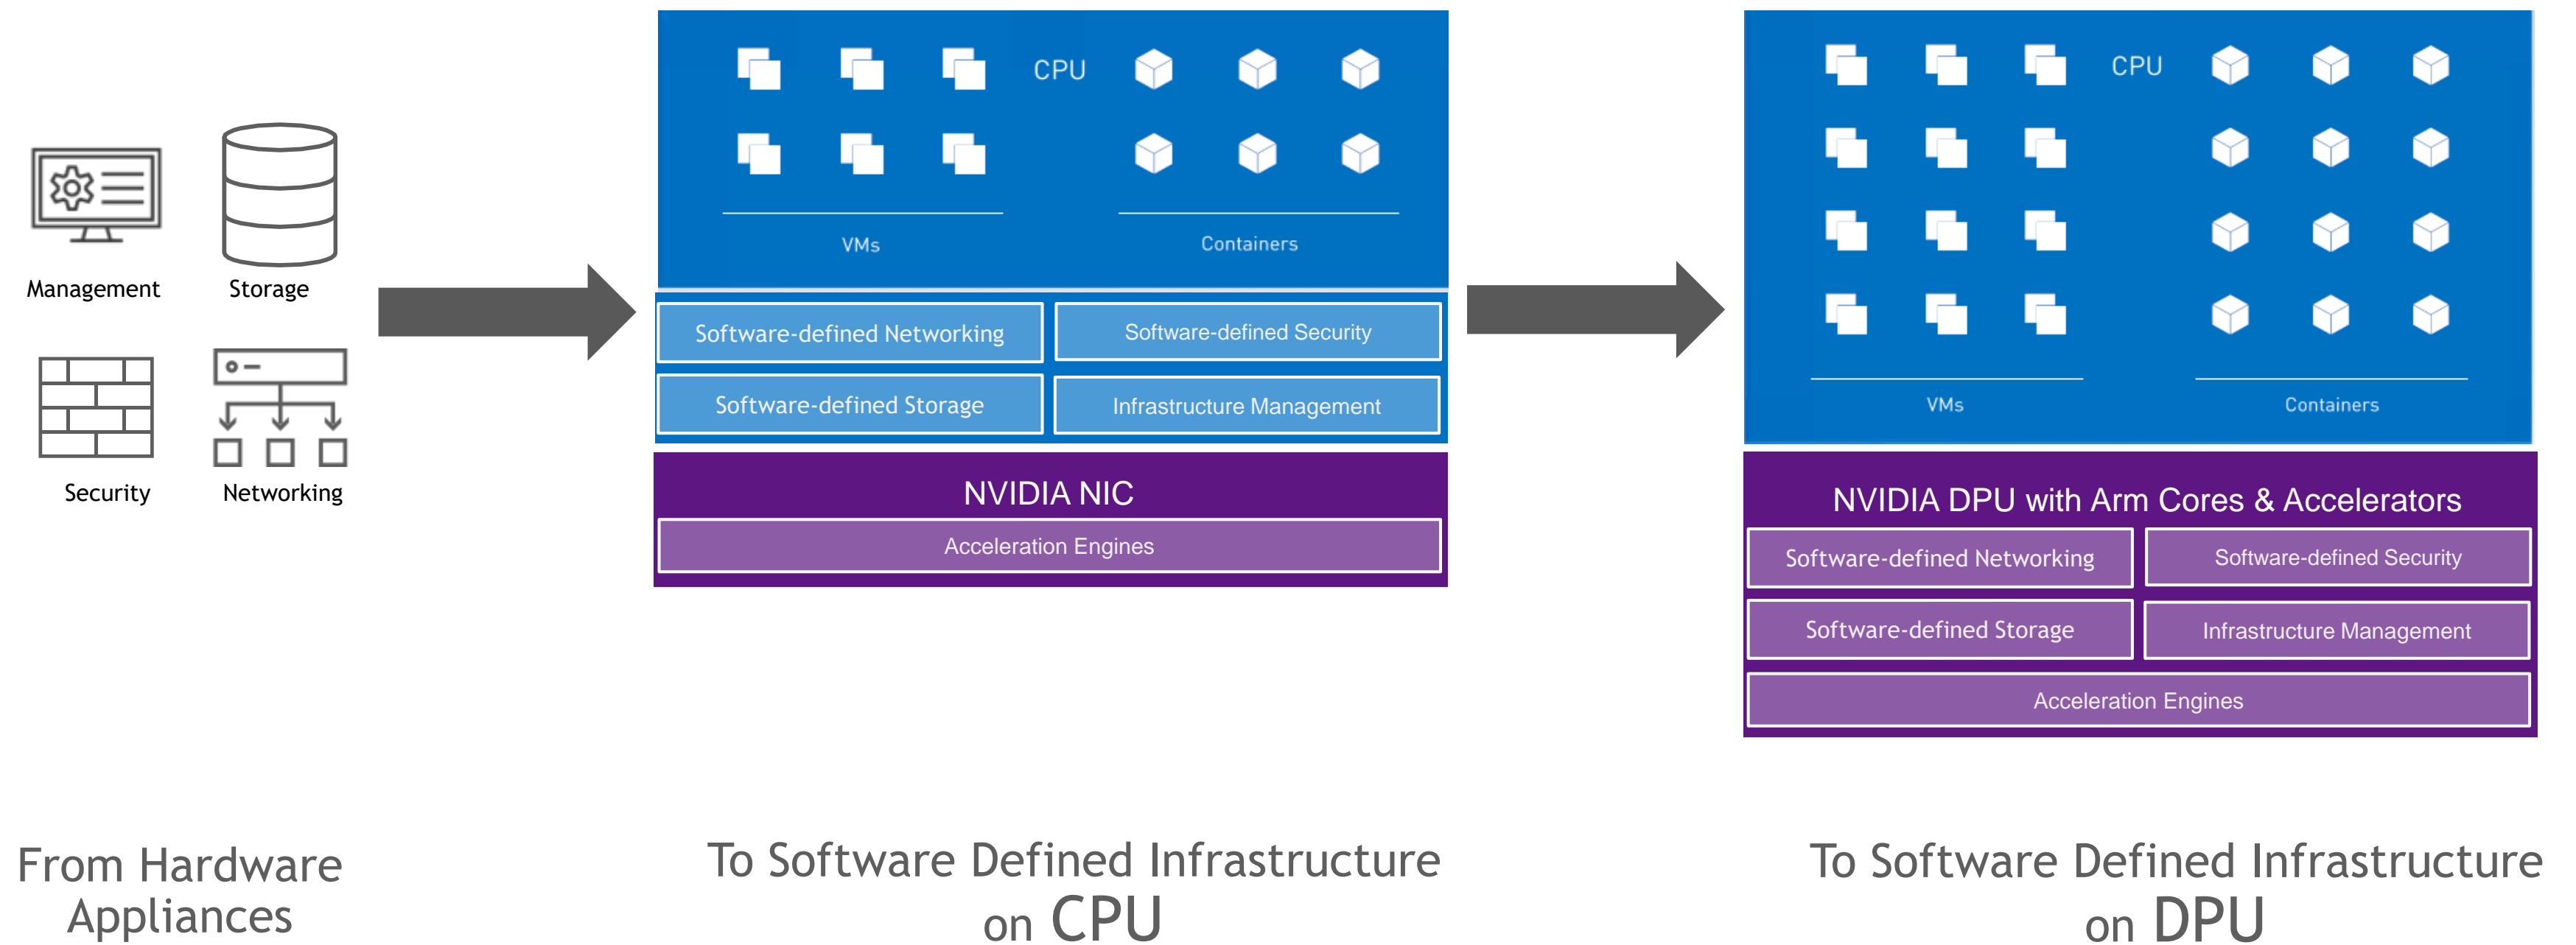 Management
Storage
Security
Networking
From Hardware
Appliances
CPU
VMs
Containers
Software-defined Networking
Software-defined Security
Software-defined Storage
Infrastructure Management
NVIDIA NIC
Acceleration Engines
To Software Defined Infrastructure
on CPU
CPU
VMs
Containers
NVIDIA DPU with Arm Cores & Accelerators
Software-defined Networking
Software-defined Security
Software-defined Storage
Infrastructure Management
Acceleration Engines
To Software Defined Infrastructure
on DPU